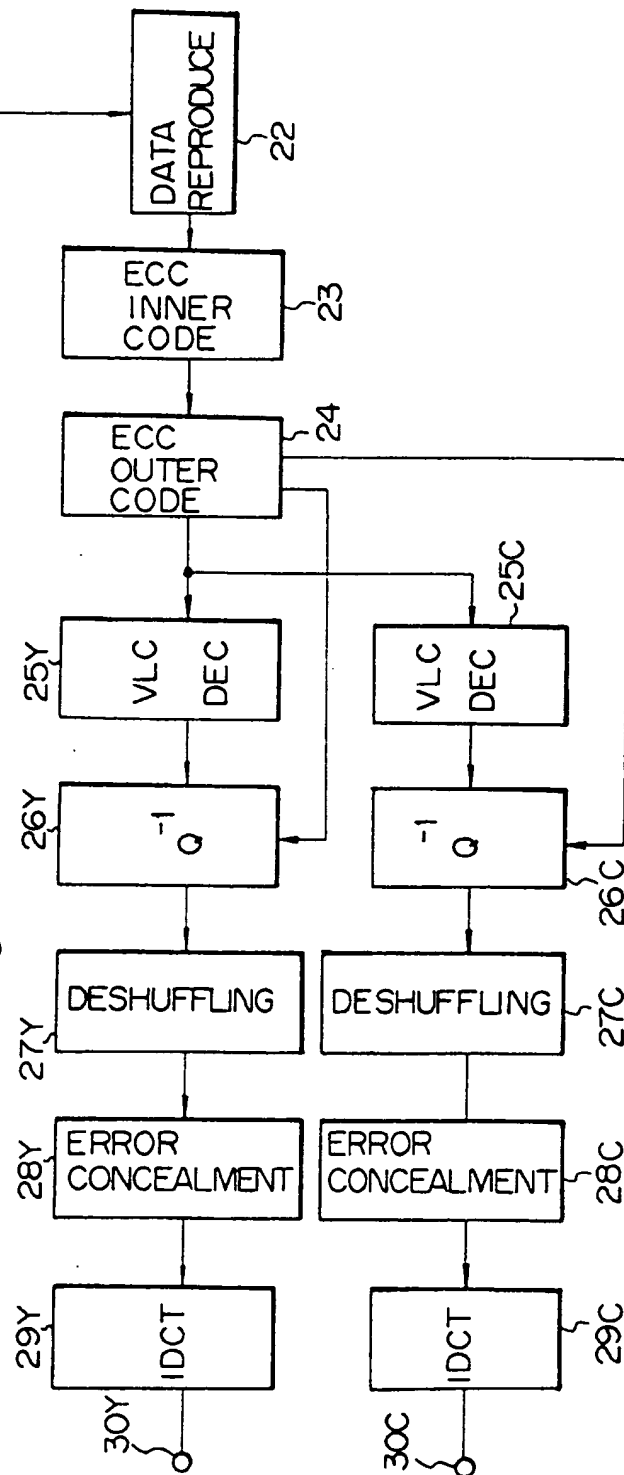 DATA
REPRODUCE
22
ECC
INNER
CODE
23
ECC
OUTER
CODE
24
25Y
VLC
DEC
25C
VLC
DEC
26Y
Q⁻¹
26C
Q⁻¹
27Y
DESHUFFLING
27C
DESHUFFLING
28Y
ERROR
CONCEALMENT
28C
ERROR
CONCEALMENT
29Y
IDCT
29C
IDCT
30Y
30C